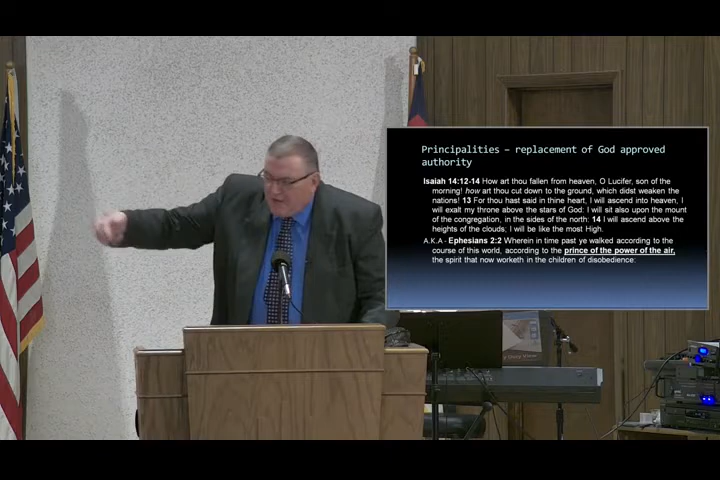 Principalities – replacement of God approved
authority
Isaiah 14:12-14 How art thou fallen from heaven, O Lucifer, son of the
morning! how art thou cut down to the ground, which didst weaken the
nations! 13 For thou hast said in thine heart, I will ascend into heaven, I
will exalt my throne above the stars of God: I will sit also upon the mount
of the congregation, in the sides of the north: 14 I will ascend above the
heights of the clouds; I will be like the most High.
A.K.A - Ephesians 2:2 Wherein in time past ye walked according to the
course of this world, according to the prince of the power of the air,
the spirit that now worketh in the children of disobedience:
Only View